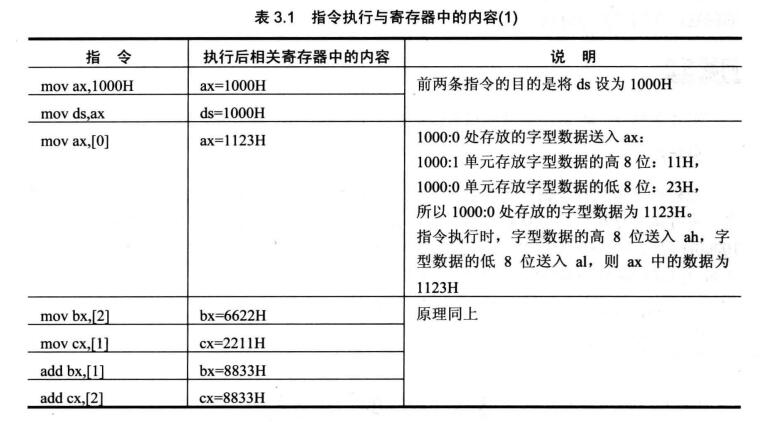 表 3.1 指令执行与寄存器中的内容(1)
指 令 执行后相关寄存器中的内容 说 明
mov ax,1000H ax=1000H 前两条指令的目的是将 ds 设为 1000H
mov ds,ax ds=1000H
mov ax,[0] ax=1123H 1000:0 处存放的字型数据送入 ax：
1000:1 单元存放字型数据的高 8 位：11H，
1000:0 单元存放字型数据的低 8 位：23H，
所以 1000:0 处存放的字型数据为 1123H。
指令执行时，字型数据的高 8 位送入 ah，字
型数据的低 8 位送入 al，则 ax 中的数据为
1123H
mov bx,[2] bx=6622H 原理同上
mov cx,[1] cx=2211H
add bx,[1] bx=8833H
add cx,[2] cx=8833H